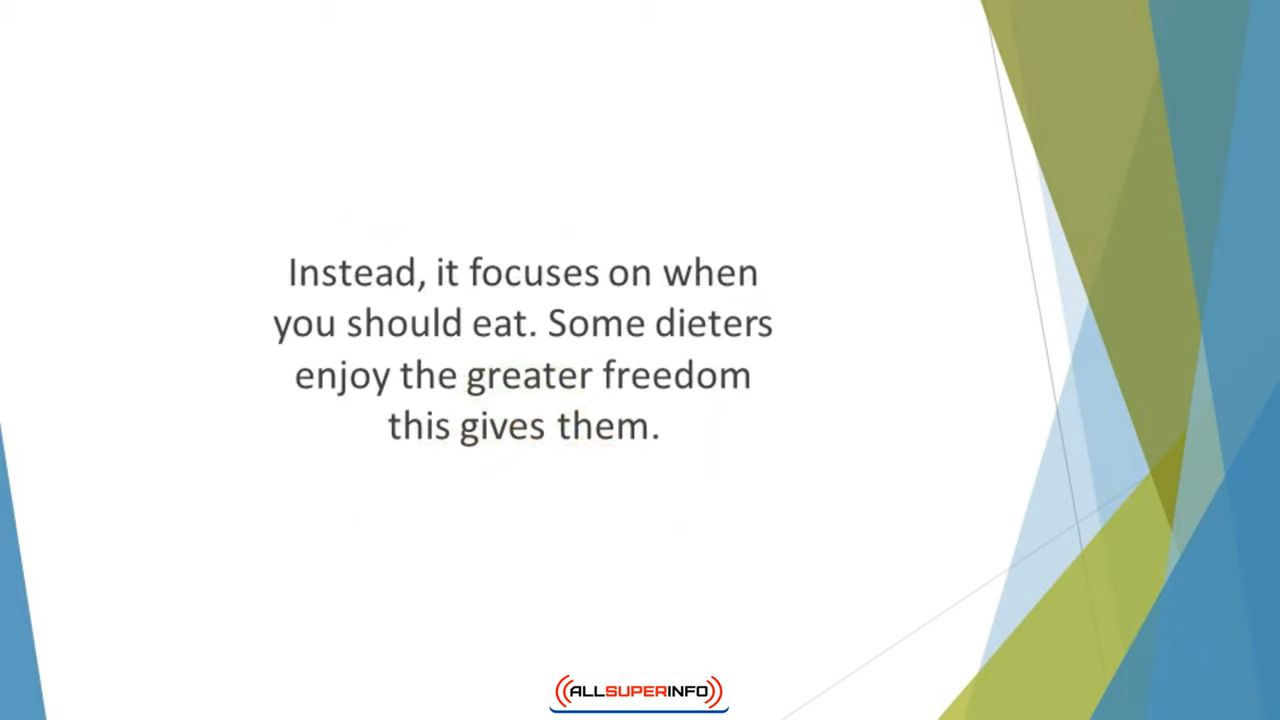 Instead, it focuses on when
you should eat. Some dieters
enjoy the greater freedom
this gives them.
ALLSUPERINFO